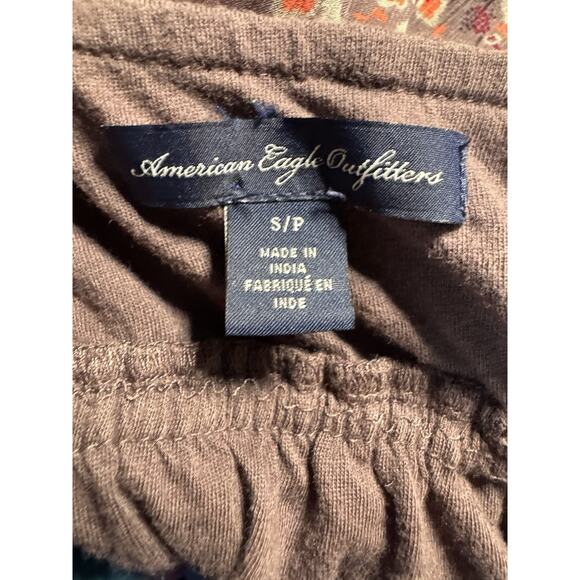 American Eagle Outfitters
S/P
MADE IN
INDIA
FABRIQUÉ EN
INDE